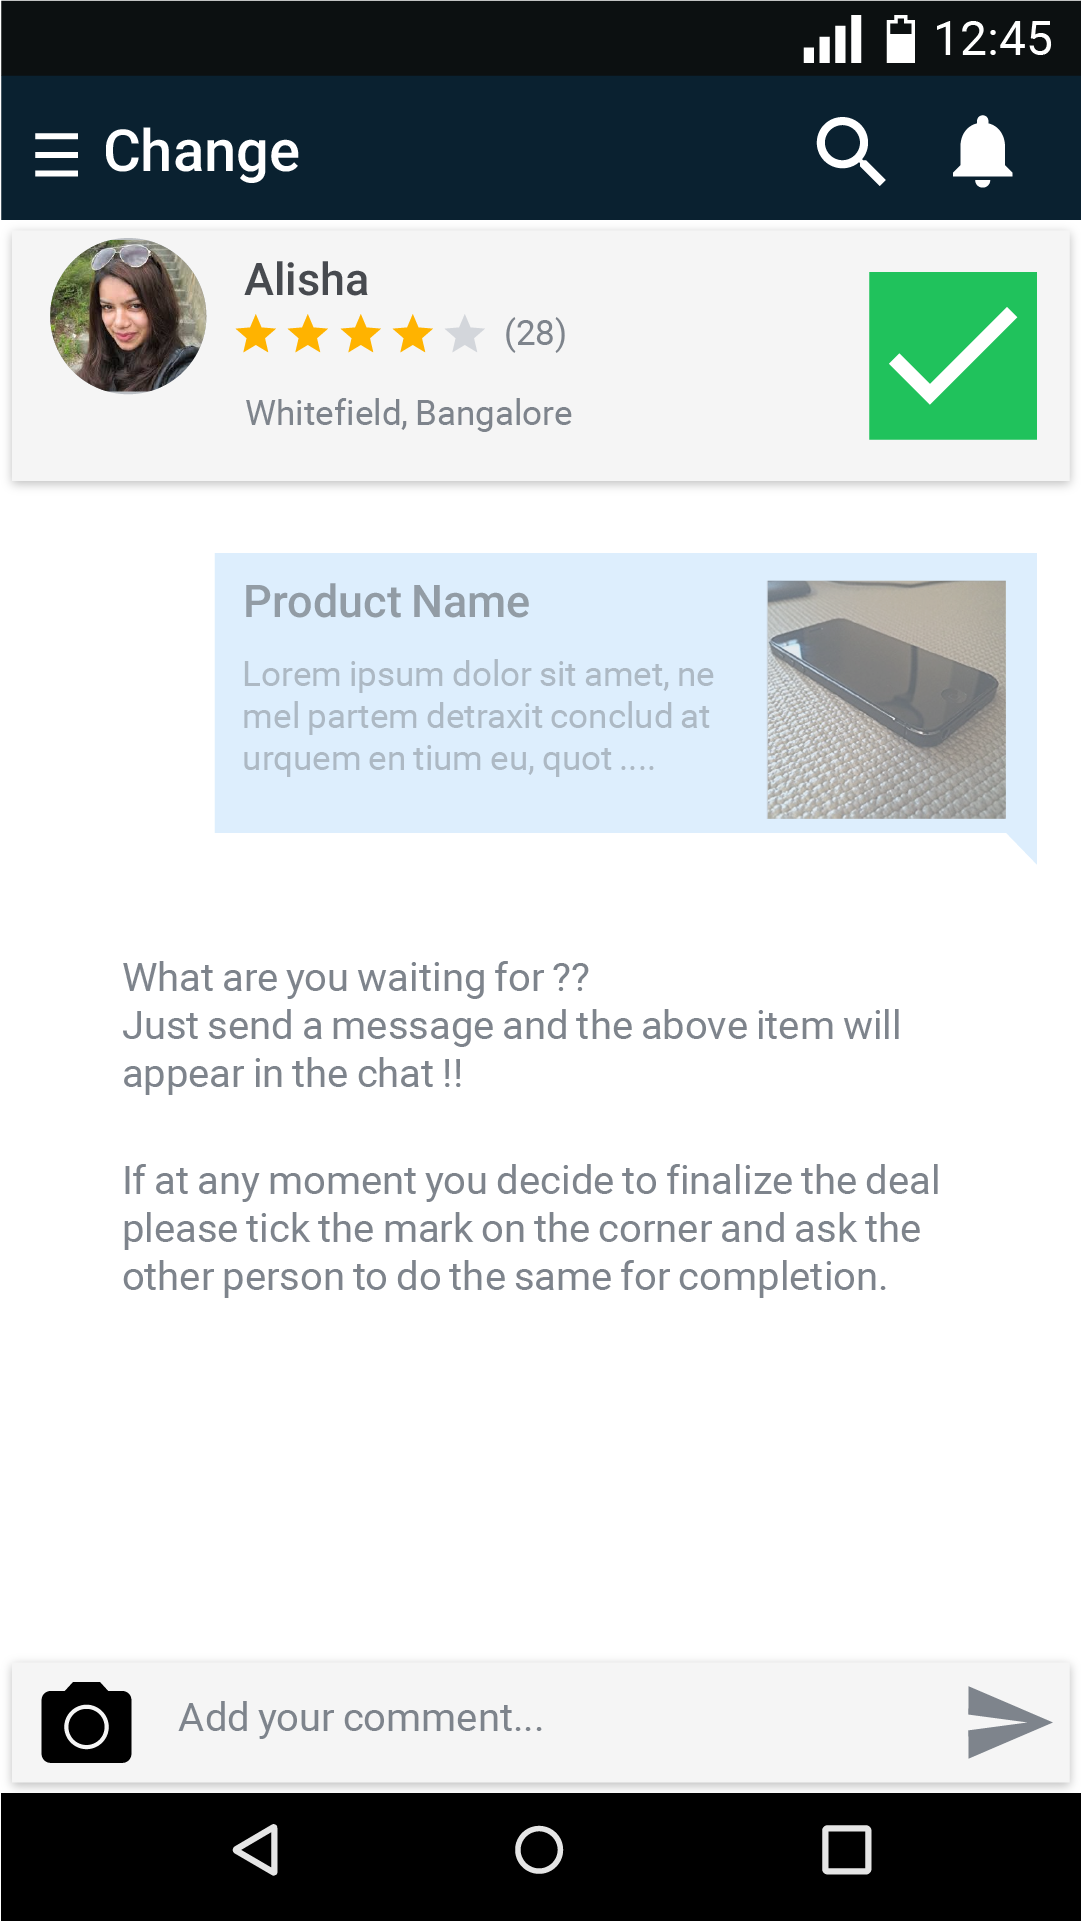 12:45
Change
Alisha
(28)
Whitefield, Bangalore
Product Name
Lorem ipsum dolor sit amet, ne
mel partem detraxit conclud at
urquem en tium eu, quot ....
What are you waiting for ??
Just send a message and the above item will
appear in the chat !!
If at any moment you decide to finalize the deal
please tick the mark on the corner and ask the
other person to do the same for completion.
Add your comment...